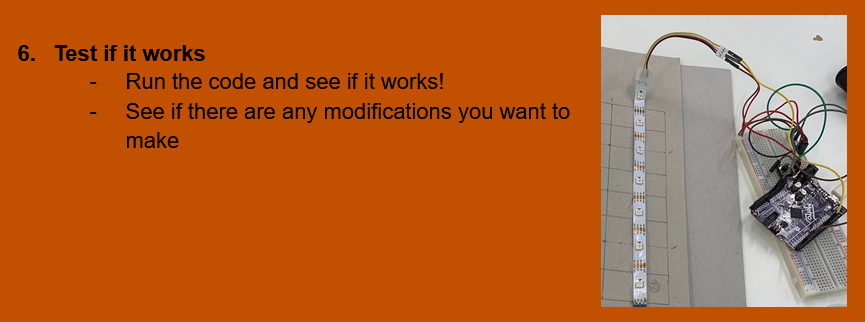 6. Test if it works
- Run the code and see if it works!
- See if there are any modifications you want to
make